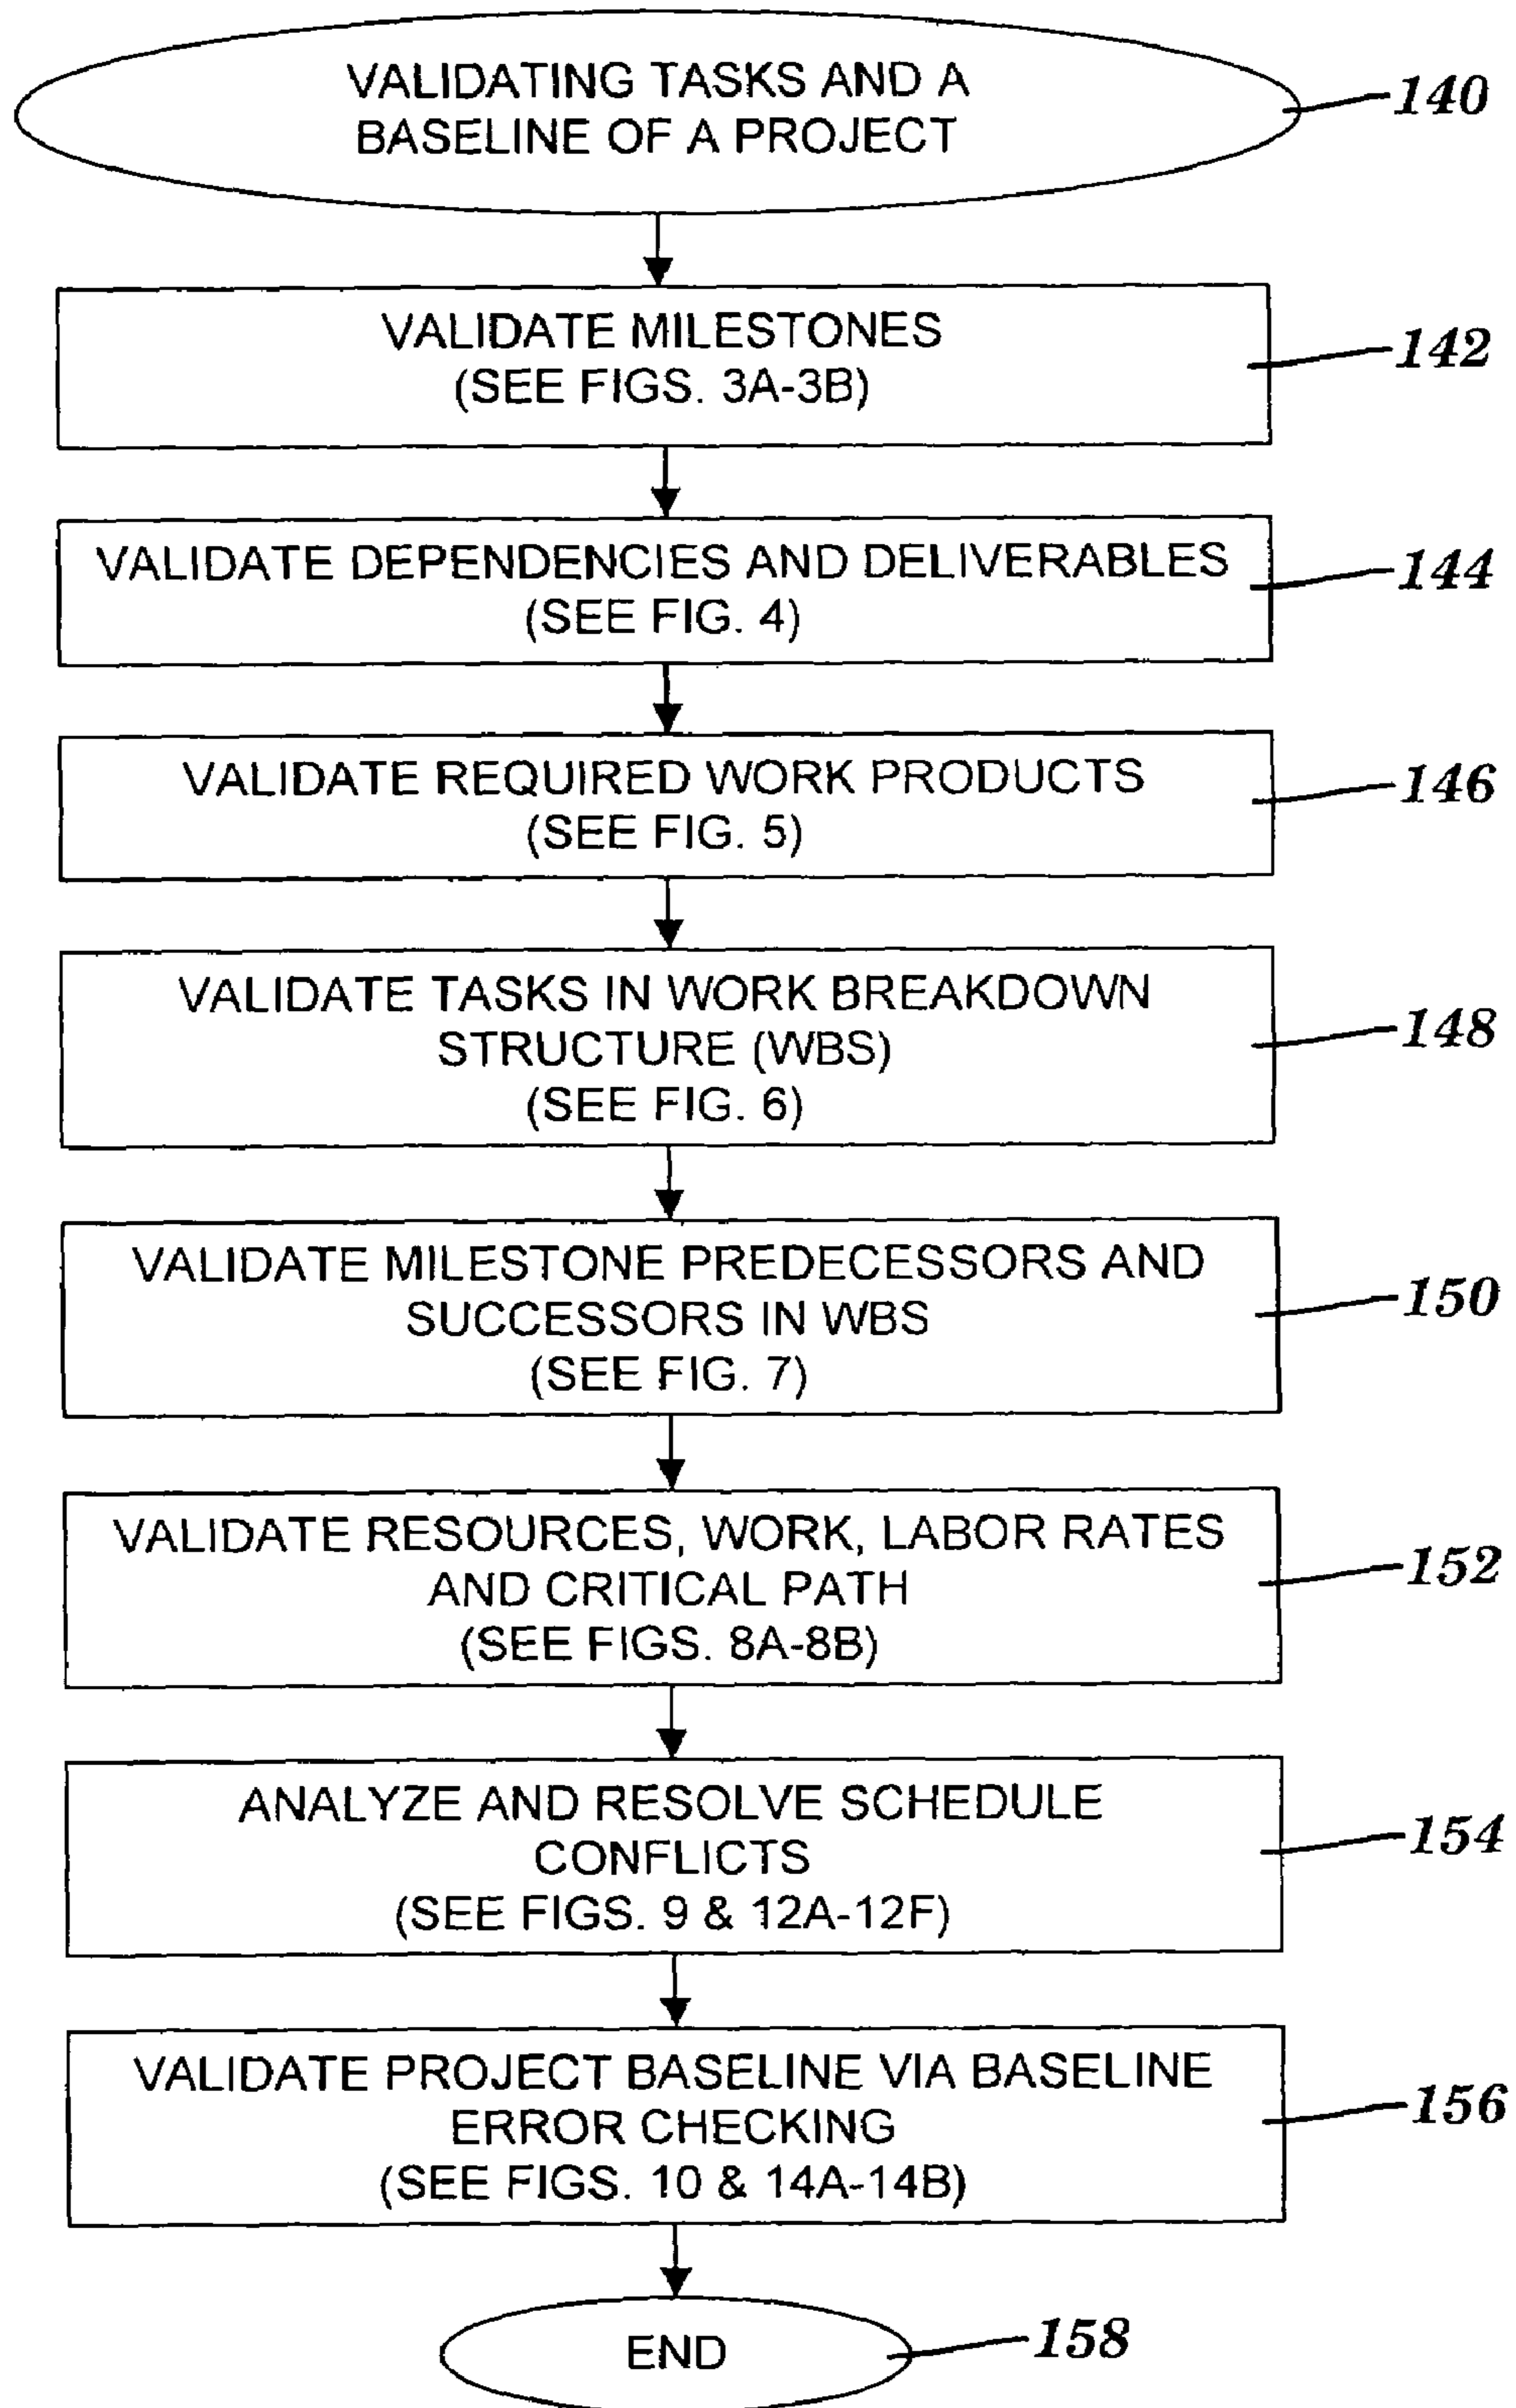 VALIDATING TASKS AND A
BASELINE OF A PROJECT
140
VALIDATE MILESTONES
(SEE FIGS. 3A-3B)
142
VALIDATE DEPENDENCIES AND DELIVERABLES
(SEE FIG. 4)
144
VALIDATE REQUIRED WORK PRODUCTS
(SEE FIG. 5)
146
VALIDATE TASKS IN WORK BREAKDOWN
STRUCTURE (WBS)
(SEE FIG. 6)
148
VALIDATE MILESTONE PREDECESSORS AND
SUCCESSORS IN WBS
(SEE FIG. 7)
150
VALIDATE RESOURCES, WORK, LABOR RATES
AND CRITICAL PATH
(SEE FIGS. 8A-8B)
152
ANALYZE AND RESOLVE SCHEDULE
CONFLICTS
(SEE FIGS. 9 & 12A-12F)
154
VALIDATE PROJECT BASELINE VIA BASELINE
ERROR CHECKING
(SEE FIGS. 10 & 14A-14B)
156
END
158